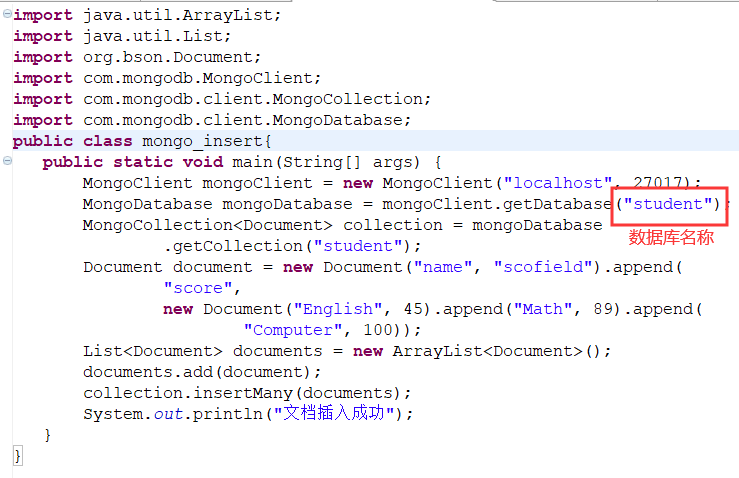 import java.util.ArrayList;
import java.util.List;
import org.bson.Document;
import com.mongodb.MongoClient;
import com.mongodb.client.MongoCollection;
import com.mongodb.client.MongoDatabase;
public class mongo_insert{
    public static void main(String[] args) {
        MongoClient mongoClient = new MongoClient("localhost", 27017);
        MongoDatabase mongoDatabase = mongoClient.getDatabase("student");
        MongoCollection<Document> collection = mongoDatabase
数据库名称
                .getCollection("student");
        Document document = new Document("name", "scofield").append(
                "score",
                new Document("English", 45).append("Math", 89).append(
                        "Computer", 100));
        List<Document> documents = new ArrayList<Document>();
        documents.add(document);
        collection.insertMany(documents);
        System.out.println("文档插入成功");
    }
}